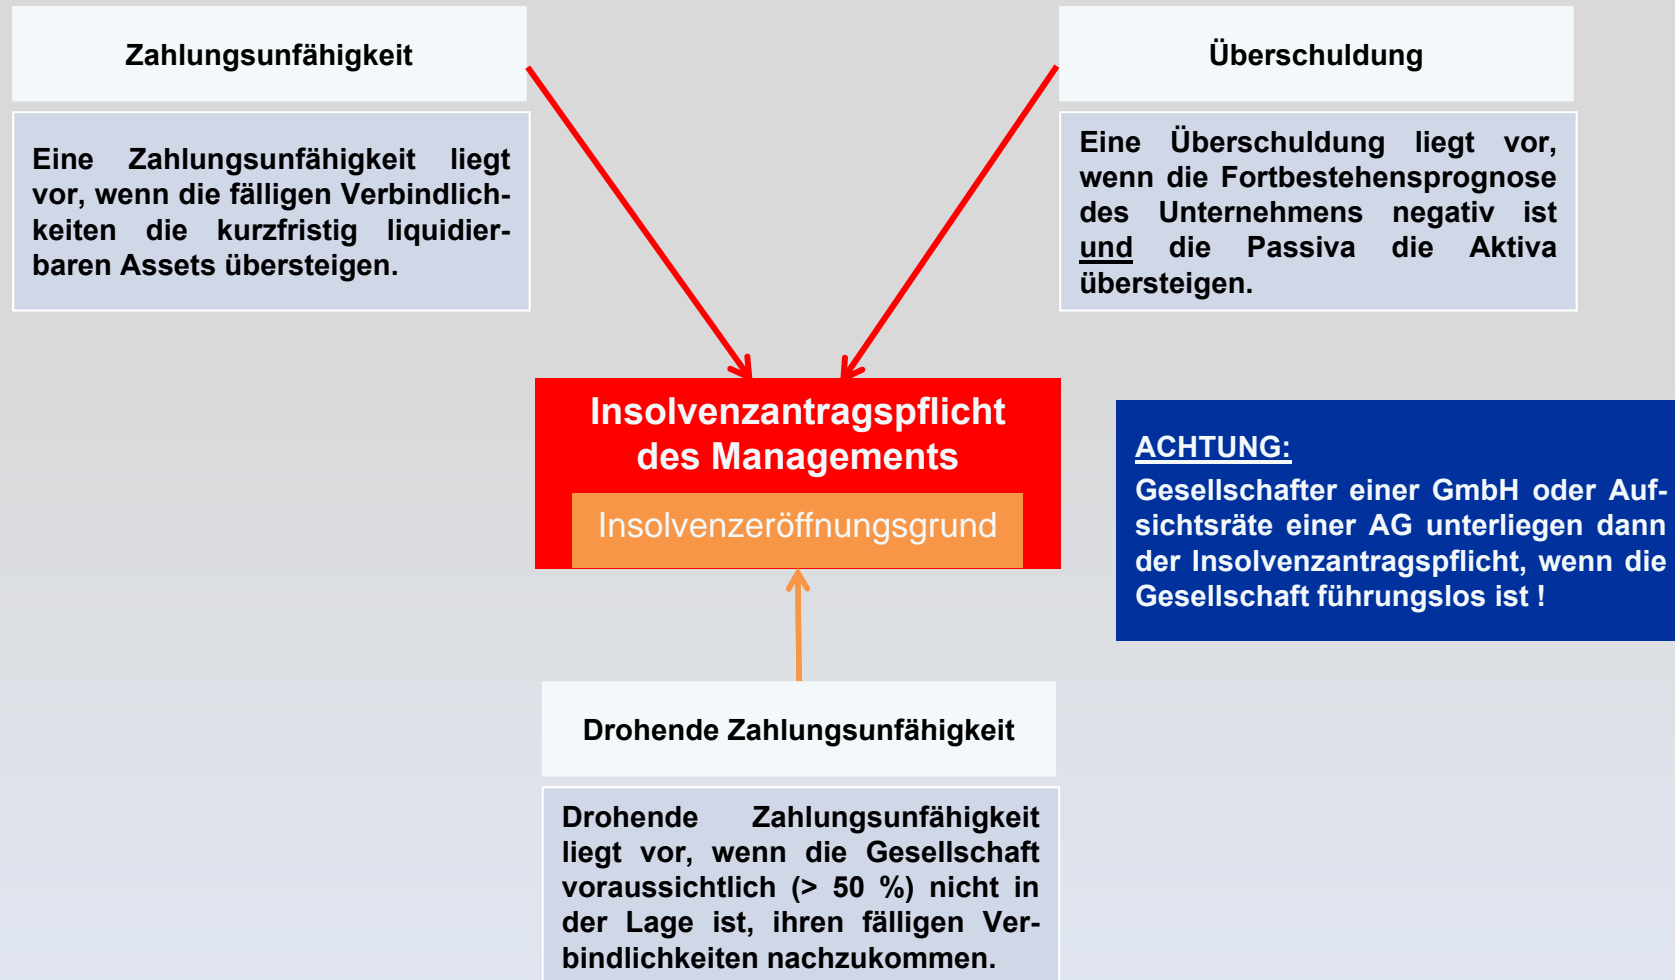 Zahlungsunfähigkeit
Eine Zahlungsunfähigkeit liegt
vor, wenn die fälligen Verbindlich-
keiten die kurzfristig liquidier-
baren Assets übersteigen.
Überschuldung
Eine Überschuldung liegt vor,
wenn die Fortbestehensprognose
des Unternehmens negativ ist
und die Passiva die Aktiva
übersteigen.
Insolvenzantragspflicht
des Managements
Insolvenzeröffnungsgrund
ACHTUNG:
Gesellschafter einer GmbH oder Auf-
sichtsräte einer AG unterliegen dann
der Insolvenzantragspflicht, wenn die
Gesellschaft führungslos ist !
Drohende Zahlungsunfähigkeit
Drohende Zahlungsunfähigkeit
liegt vor, wenn die Gesellschaft
voraussichtlich (> 50 %) nicht in
der Lage ist, ihren fälligen Ver-
bindlichkeiten nachzukommen.